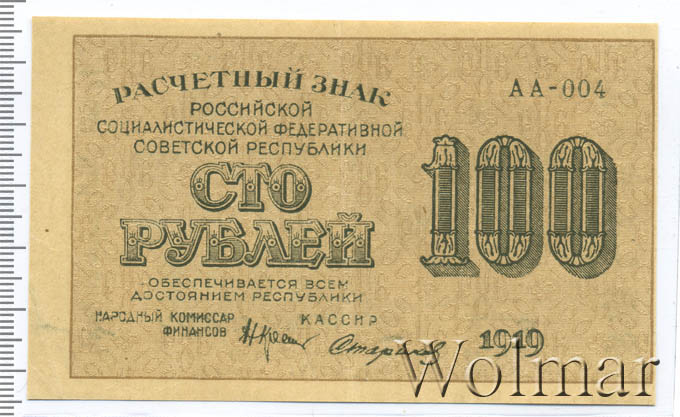 РАСЧЕТНЫЙ ЗНАК
РОССИЙСКОЙ
СОЦИАЛИСТИЧЕСКОЙ ФЕДЕРАТИВНОЙ
СОВЕТСКОЙ РЕСПУБЛИКИ
СТО
РУБЛЕЙ
ОБЕСПЕЧИВАЕТСЯ ВСЕМ
ДОСТОЯНИЕМ РЕСПУБЛИКИ
НАРОДНЫЙ КОМИССАР
ФИНАНСОВ
КАССИР
АА-004
100
1919
Wolmar